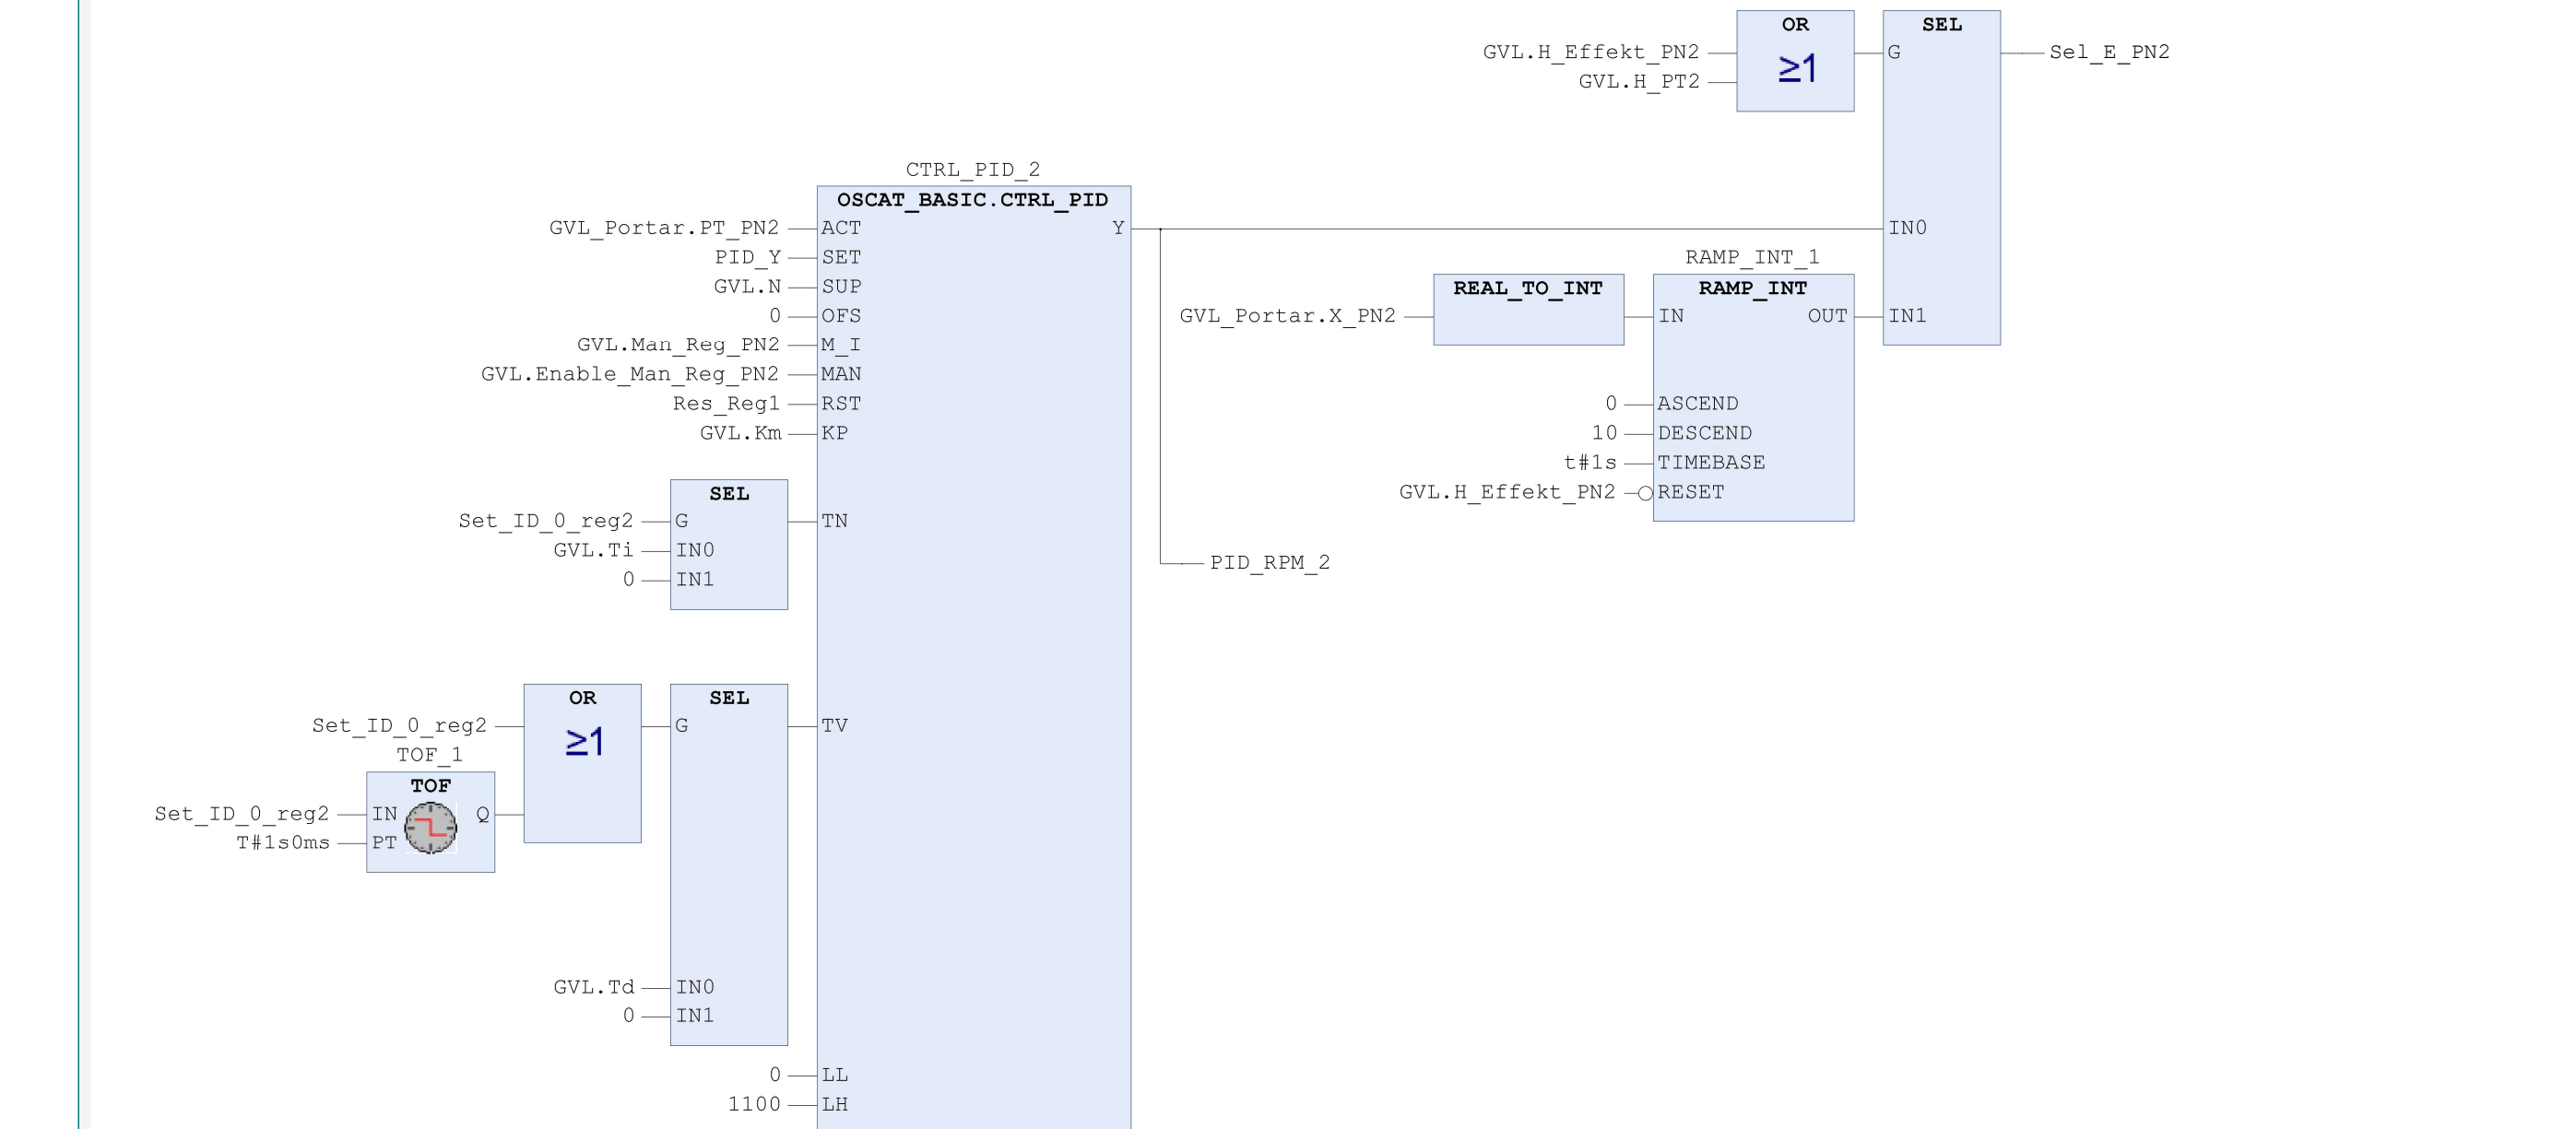 OR
SEL
GVL.H_Effekt_PN2
≥1
G
Sel_E_PN2
GVL.H_PT2
CTRL_PID_2
OSCAT_BASIC.CTRL_PID
GVL_Portar.PT_PN2
ACT
Y
IN0
PID_Y
SET
RAMP_INT_1
GVL.N
SUP
REAL_TO_INT
RAMP_INT
0
OFS
GVL_Portar.X_PN2
IN
OUT
IN1
GVL.Man_Reg_PN2
M_I
GVL.Enable_Man_Reg_PN2
MAN
Res_Reg1
RST
0
ASCEND
GVL.Km
KP
10
DESCEND
t#1s
TIMEBASE
SEL
GVL.H_Effekt_PN2
RESET
Set_ID_0_reg2
G
TN
GVL.Ti
IN0
PID_RPM_2
0
IN1
OR
SEL
Set_ID_0_reg2
≥1
G
TV
TOF_1
TOF
Set_ID_0_reg2
IN
Q
T#1s0ms
PT
GVL.Td
IN0
0
IN1
0
LL
1100
LH